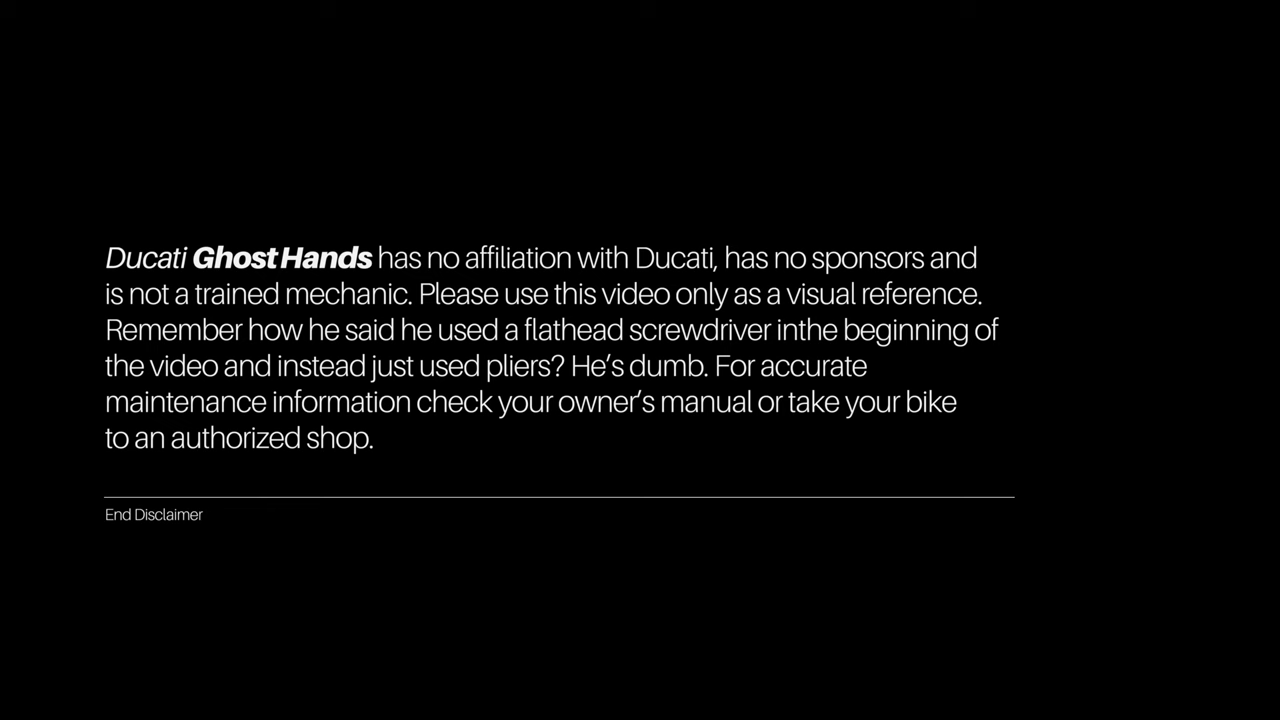 Ducati GhostHands has no affiliation with Ducati, has no sponsors and
is not a trained mechanic. Please use this video only as a visual reference.
Remember how he said he used a flathead screwdriver inthe beginning of
the video and instead just used pliers? He’s dumb. For accurate
maintenance information check your owner’s manual or take your bike
to an authorized shop.
End Disclaimer